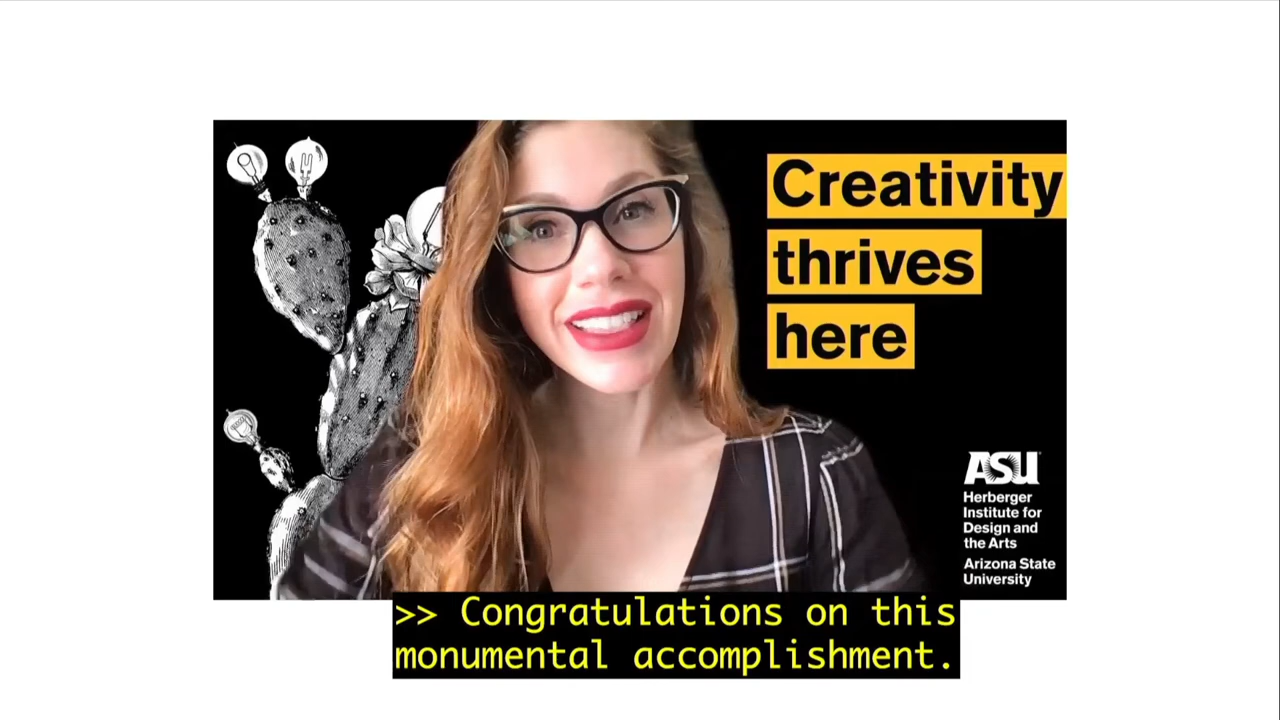 Creativity
thrives
here
ASU
Herberger
Institute for
Design and
the Arts
Arizona State
University
>> Congratulations on this
monumental accomplishment.